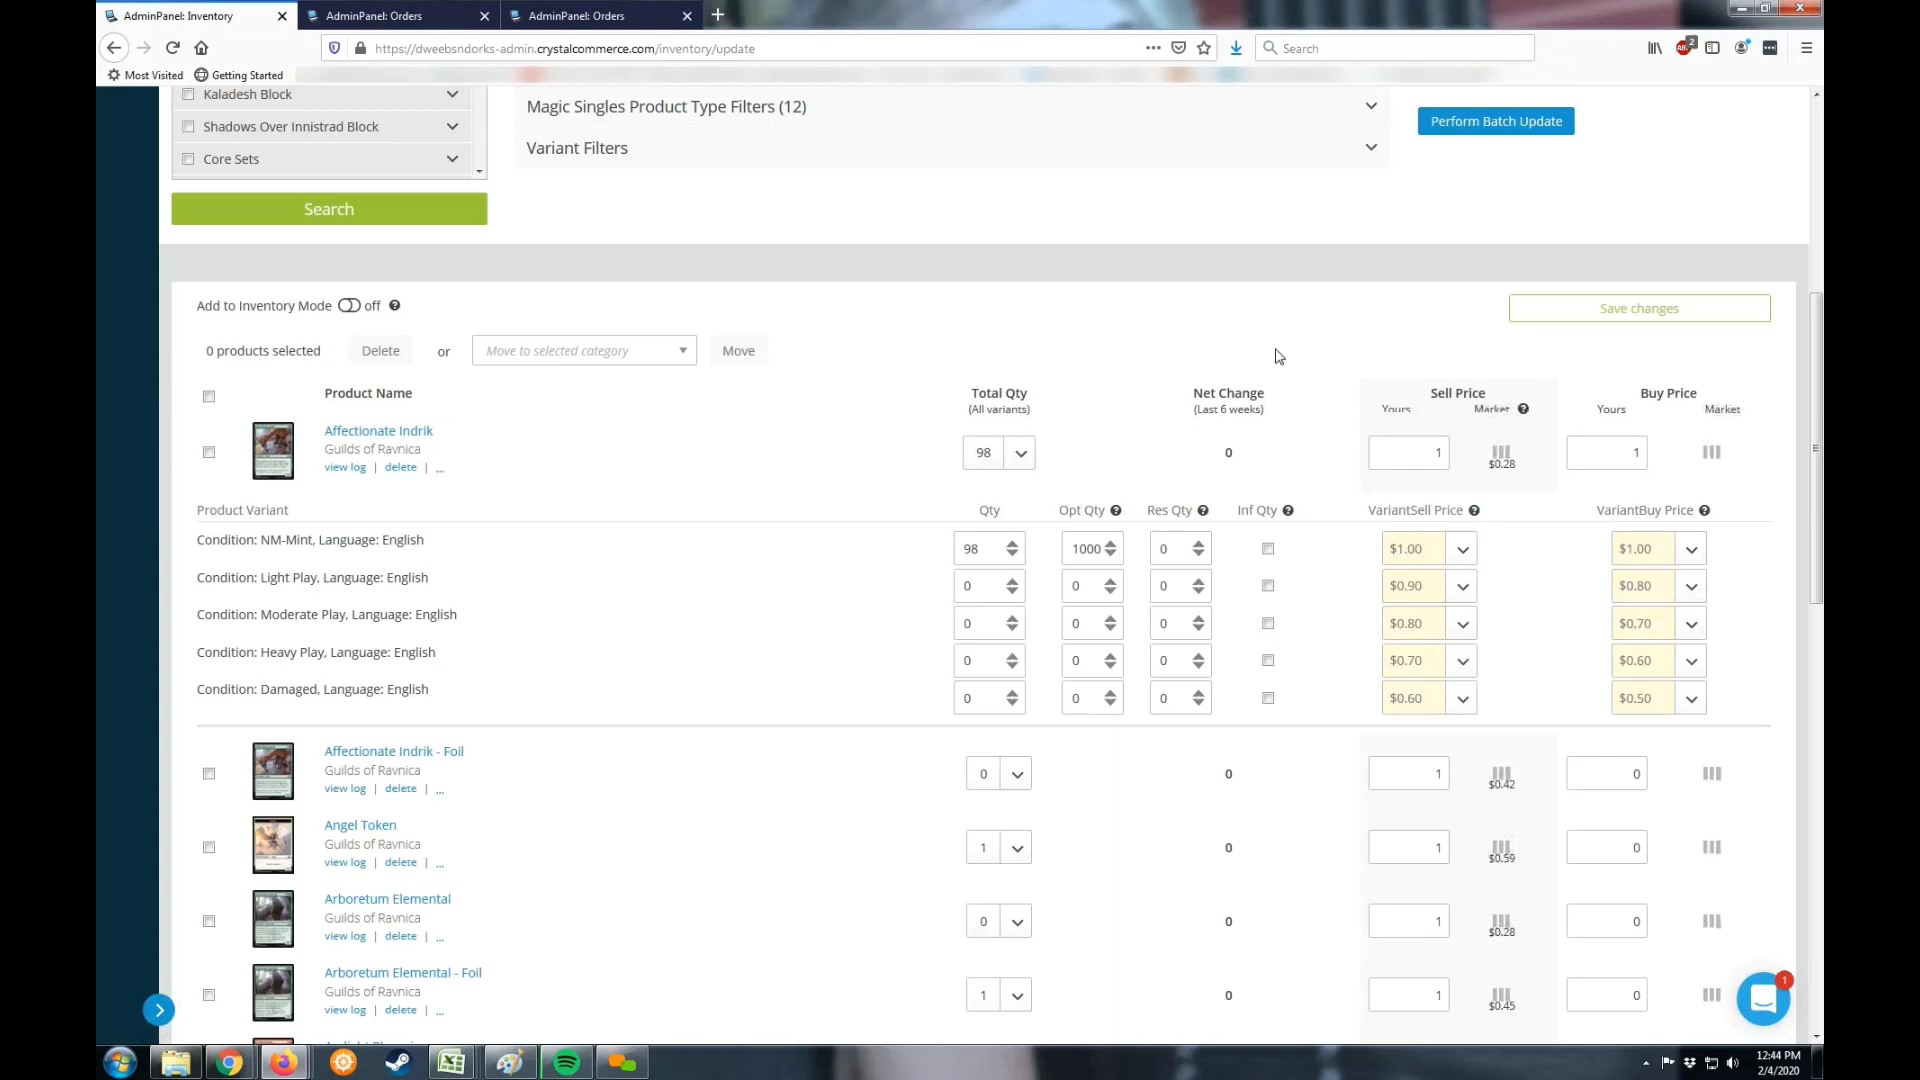 AdminPanel: Inventory
AdminPanel: Orders
AdminPanel: Orders
https://dweebsndorks-admin.crystalcommerce.com/inventory/update
Search
2
Most Visited
Getting Started
Kaladesh Block
Shadows Over Innistrad Block
Core Sets
Search
Magic Singles Product Type Filters (12)
Variant Filters
Perform Batch Update
Add to Inventory Mode off
Save changes
0 products selected Delete or Move to selected category Move
Product Name Total Qty Net Change Sell Price Buy Price
(All variants) (Last 6 weeks) Yours Market Yours Market
Affectionate Indrik
Guilds of Ravnica 98 0 1 $0.28 1
view log | delete | ...
Product Variant Qty Opt Qty Res Qty Inf Qty VariantSell Price VariantBuy Price
Condition: NM-Mint, Language: English 98 1000 0 $1.00 $1.00
Condition: Light Play, Language: English 0 0 0 $0.90 $0.80
Condition: Moderate Play, Language: English 0 0 0 $0.80 $0.70
Condition: Heavy Play, Language: English 0 0 0 $0.70 $0.60
Condition: Damaged, Language: English 0 0 0 $0.60 $0.50
Affectionate Indrik - Foil
Guilds of Ravnica 0 0 1 $0.42 0
view log | delete | ...
Angel Token
Guilds of Ravnica 1 0 1 $0.59 0
view log | delete | ...
Arboretum Elemental
Guilds of Ravnica 0 0 1 $0.28 0
view log | delete | ...
Arboretum Elemental - Foil
Guilds of Ravnica 1 0 1 $0.45 0
view log | delete | ...
1
12:44 PM
2/4/2020